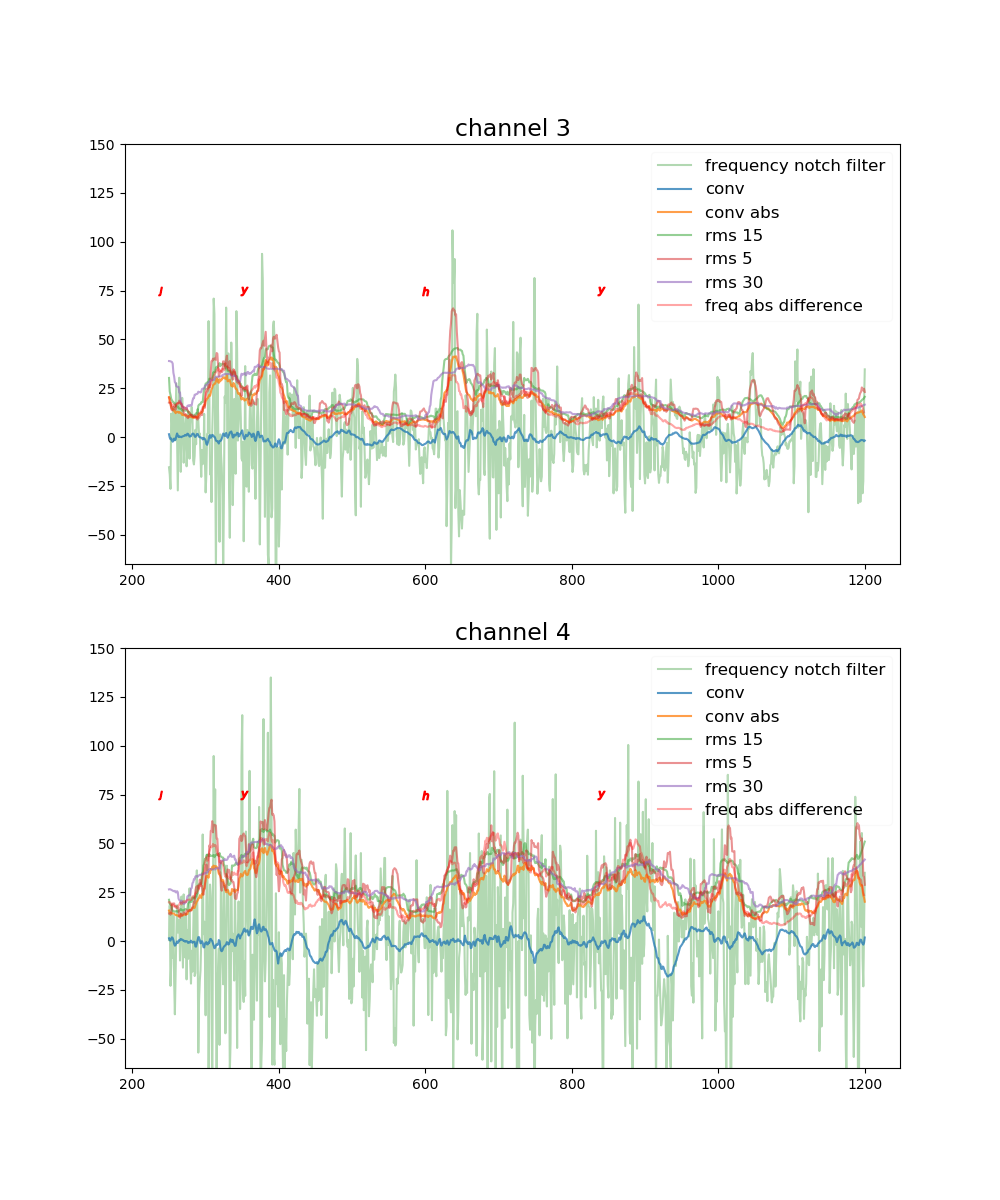 channel 3
150
125
100
75
50
25
0
−25
−50
frequency notch filter
conv
conv abs
rms 15
rms 5
rms 30
freq abs difference
j y h y
200 400 600 800 1000 1200
channel 4
150
125
100
75
50
25
0
−25
−50
frequency notch filter
conv
conv abs
rms 15
rms 5
rms 30
freq abs difference
j y h y
200 400 600 800 1000 1200